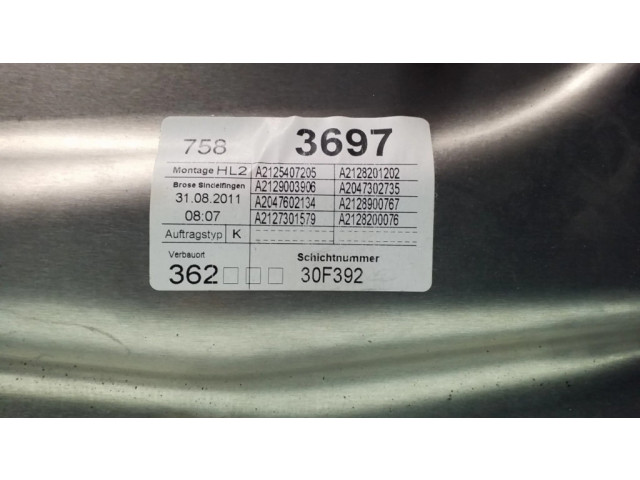 758 3697
Montage HL2 A2125407205 A2128201202
Brose Sindelfingen A2129003906 A2047302735
31.08.2011 A2047602134 A2128900767
08:07 A2127301579 A2128200076
Auftragstyp K
Verbauort Schichtnummer
362 30F392